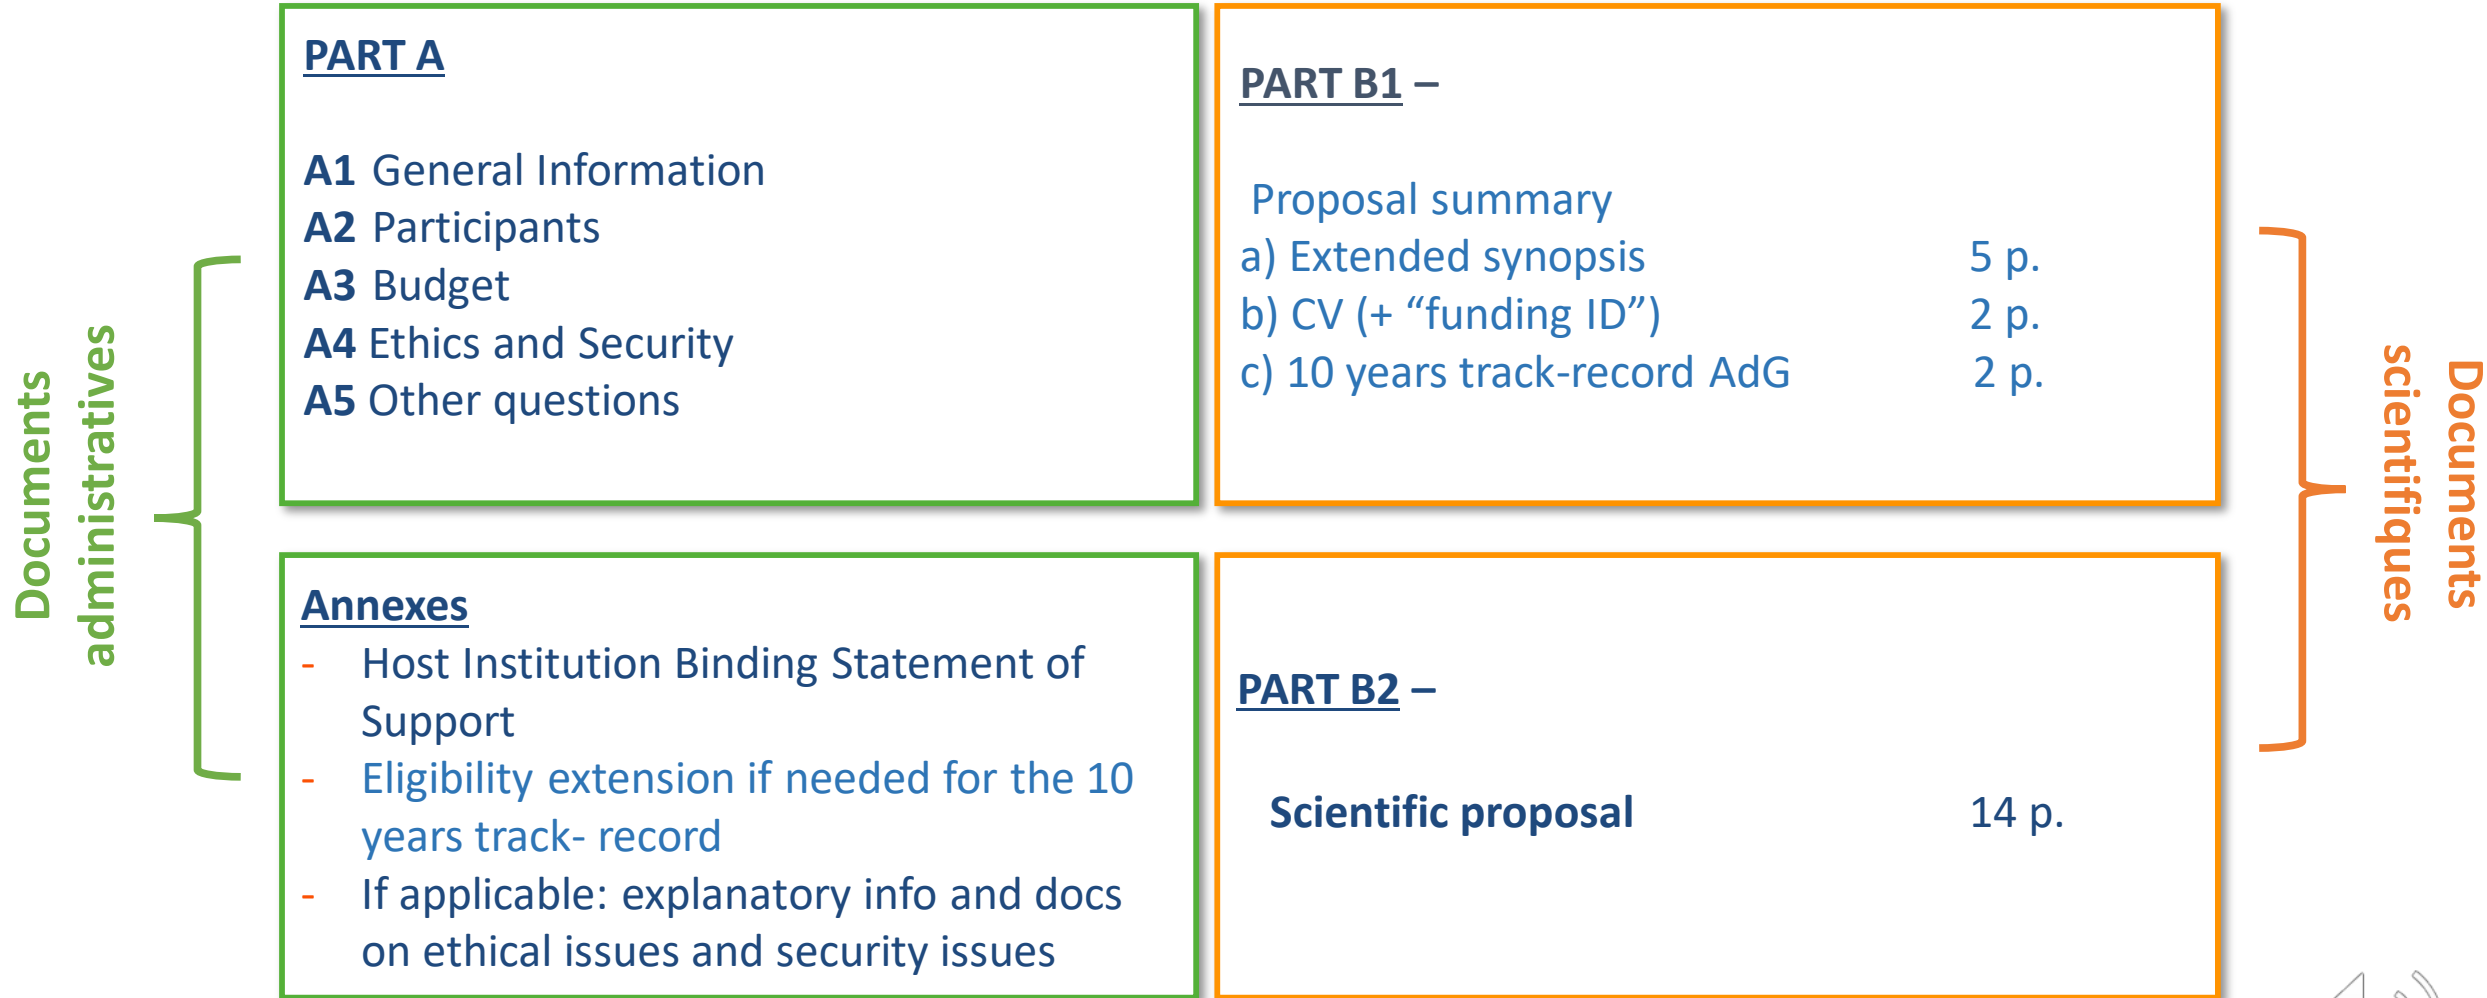 Documents
administratives
PART A
A1 General Information
A2 Participants
A3 Budget
A4 Ethics and Security
A5 Other questions
Annexes
- Host Institution Binding Statement of
Support
- Eligibility extension if needed for the 10
years track- record
- If applicable: explanatory info and docs
on ethical issues and security issues
PART B1 –
Proposal summary
a) Extended synopsis 5 p.
b) CV (+ “funding ID”) 2 p.
c) 10 years track-record AdG 2 p.
PART B2 –
Scientific proposal 14 p.
Documents
scientifiques